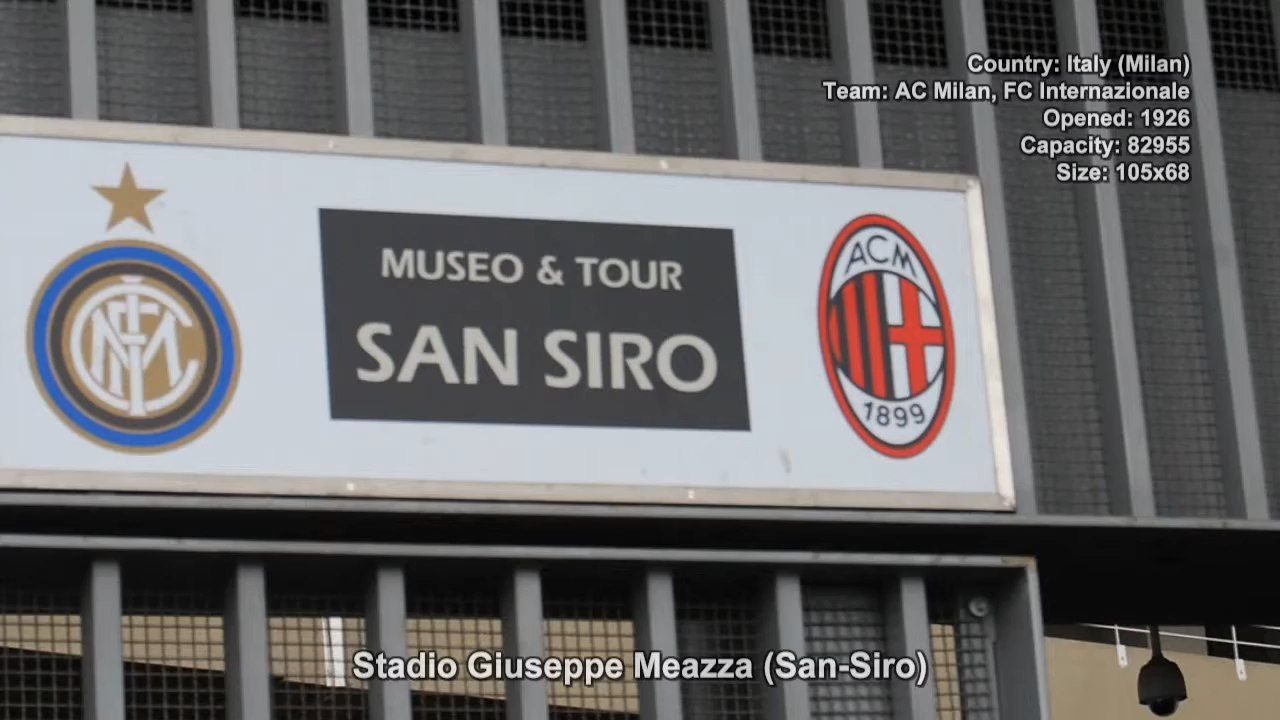 Country: Italy (Milan)
Team: AC Milan, FC Internazionale
Opened: 1926
Capacity: 82955
Size: 105x68
MUSEO & TOUR
SAN SIRO
ACM
1899
Stadio Giuseppe Meazza (San-Siro)